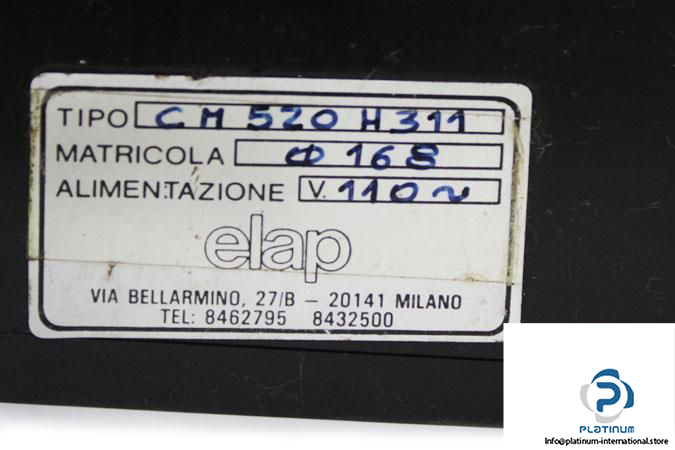 TIPO CM 520 H311
MATRICOLA Φ 168
ALIMENTAZIONE V. 110 ~
elap
VIA BELLARMINO, 27/B – 20141 MILANO
TEL: 8462795 8432500
PLATINUM
Info@platinum-international.store